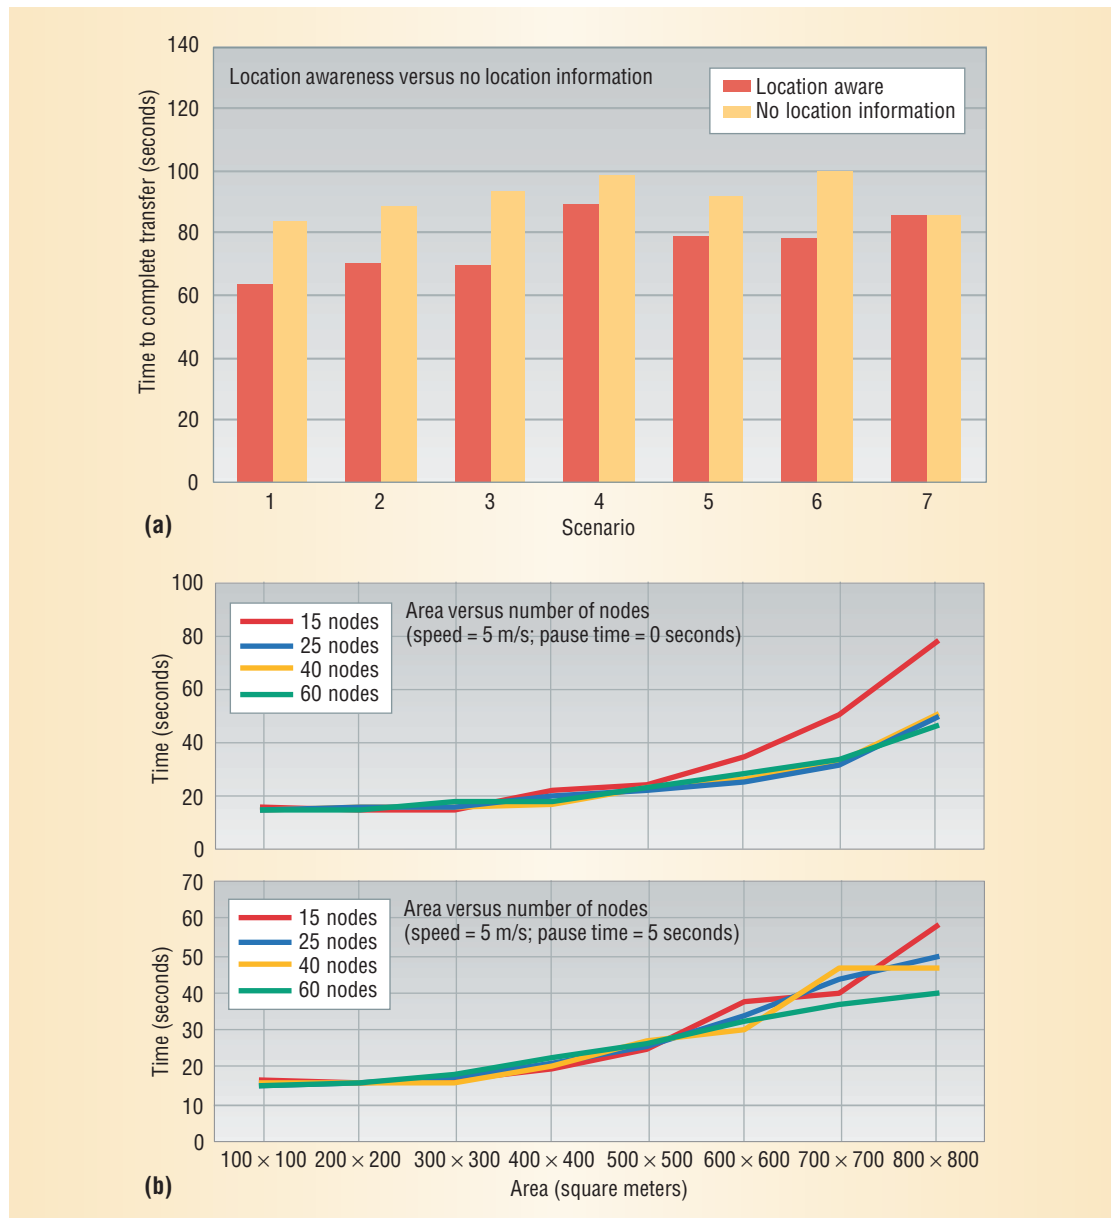 140
120
100
80
60
40
20
0
Time to complete transfer (seconds)
Location awareness versus no location information
Location aware
No location information
1 2 3 4 5 6 7
Scenario
(a)
100
80
60
40
20
0
Time (seconds)
15 nodes
25 nodes
40 nodes
60 nodes
Area versus number of nodes
(speed = 5 m/s; pause time = 0 seconds)
70
60
50
40
30
20
10
0
Time (seconds)
15 nodes
25 nodes
40 nodes
60 nodes
Area versus number of nodes
(speed = 5 m/s; pause time = 5 seconds)
100 × 100 200 × 200 300 × 300 400 × 400 500 × 500 600 × 600 700 × 700 800 × 800
Area (square meters)
(b)